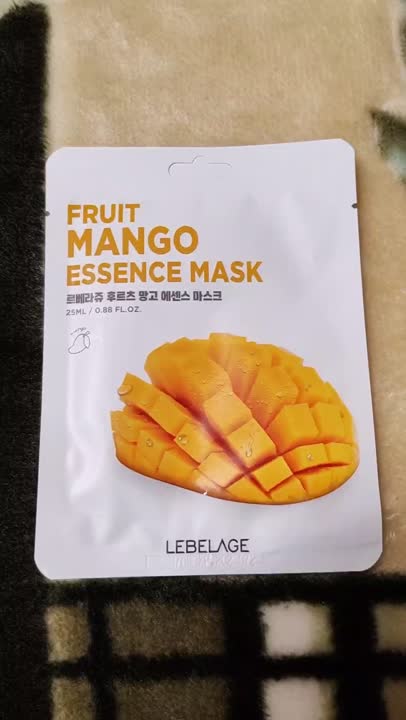 FRUIT
MANGO
ESSENCE MASK
르베라쥬 후르츠 망고 에센스 마스크
25ML / 0.88 FL.OZ.
LEBELAGE